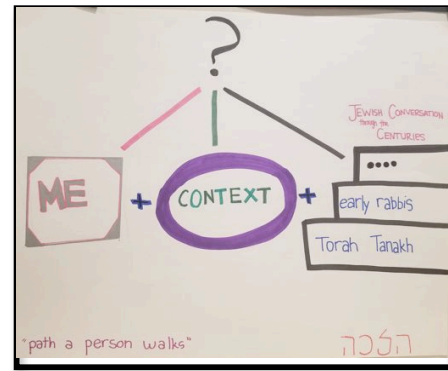 ?
JEWISH CONVERSATION
through the
CENTURIES
••••
ME + CONTEXT + early rabbis
Torah Tanakh
"path a person walks"
הלכה